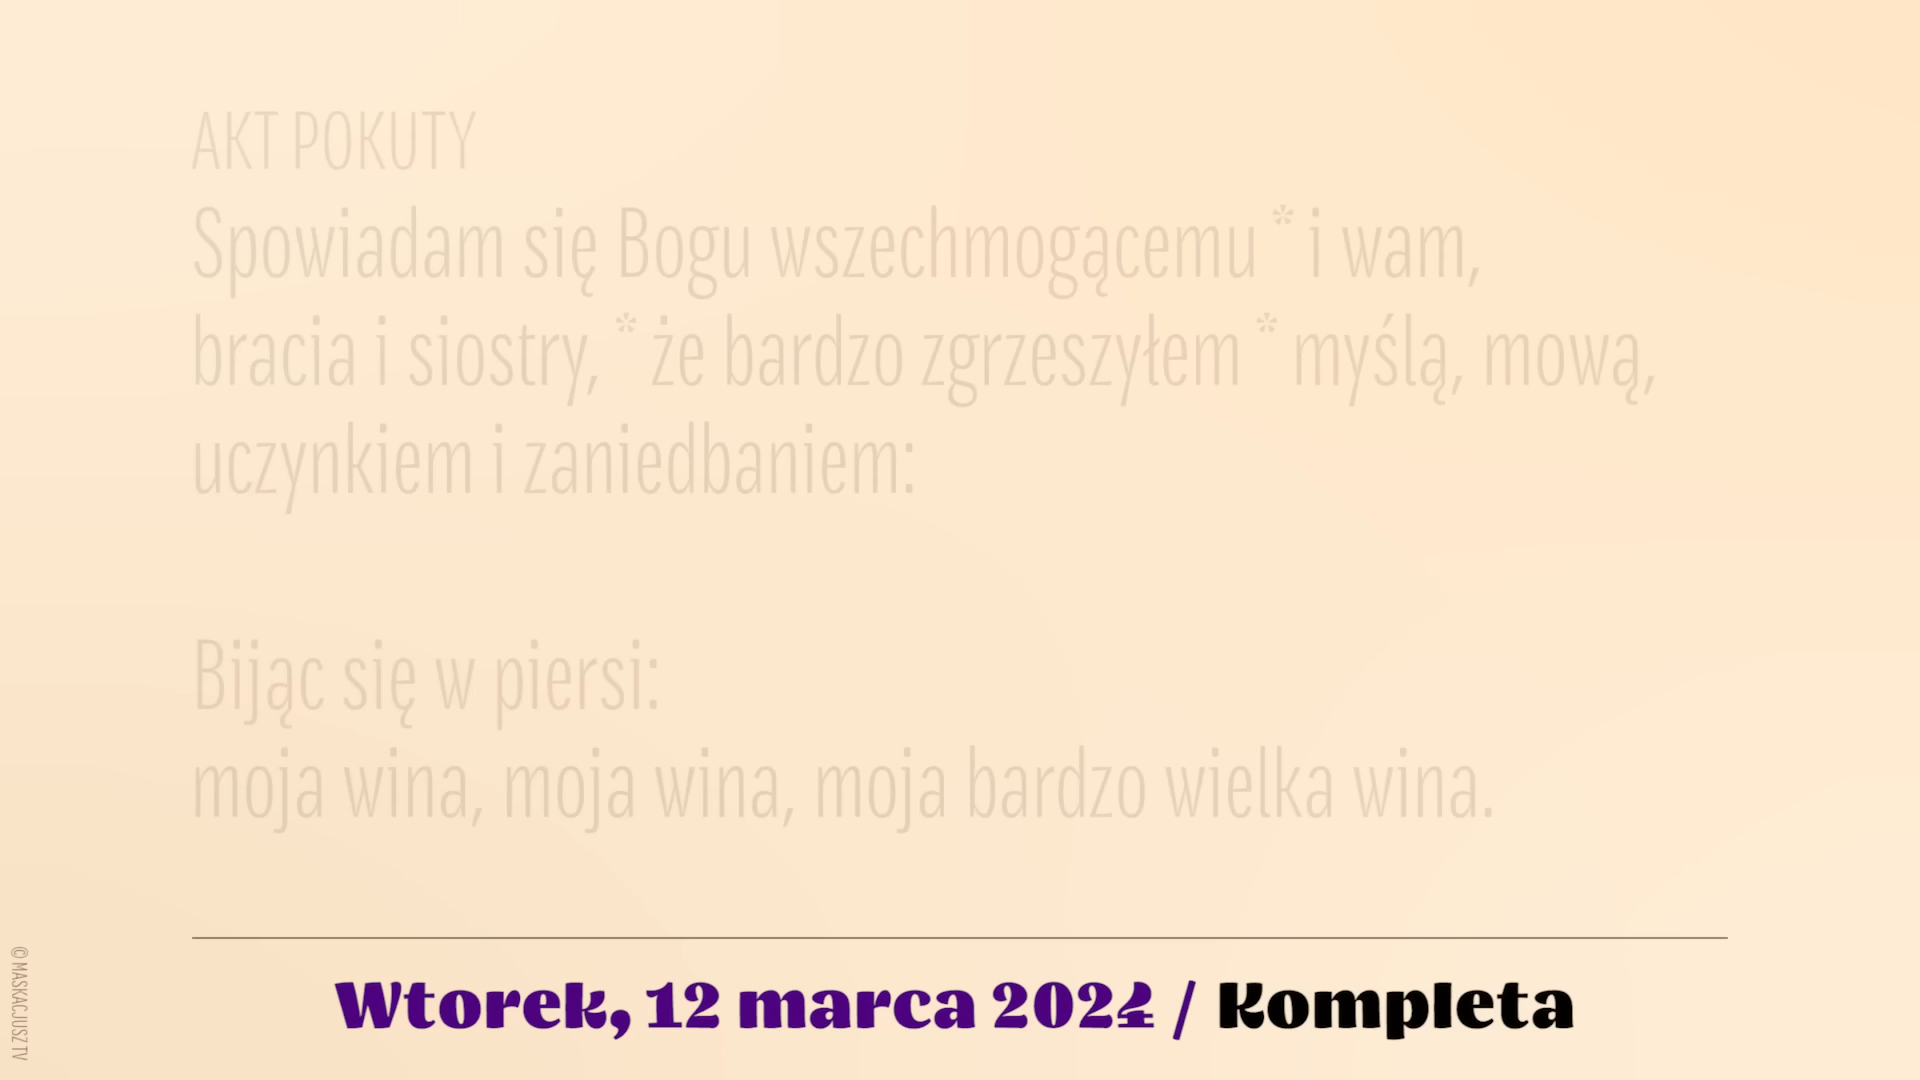 AKT POKUTY
Spowiadam się Bogu wszechmogącemu * i wam,
bracia i siostry, * że bardzo zgrzeszyłem * myślą, mową,
uczynkiem i zaniedbaniem:
Bijąc się w piersi:
moja wina, moja wina, moja bardzo wielka wina.
Wtorek, 12 marca 2024 / Kompleta
© MASKACJUSZ TV